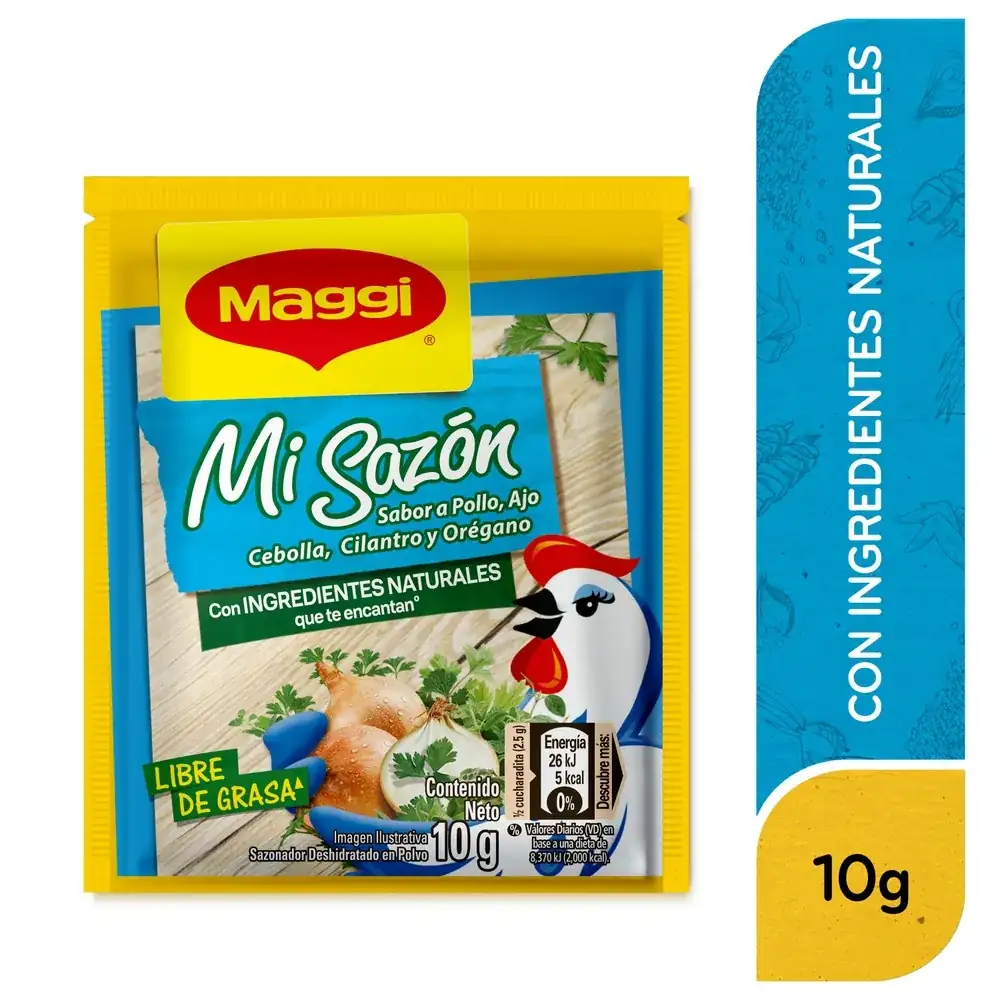 Maggi
®
Mi Sazón
Sabor a Pollo, Ajo
Cebolla, Cilantro y Orégano
Con INGREDIENTES NATURALES
que te encantan°
LIBRE
DE GRASA▲
Contenido
Neto
10 g
Imagen Ilustrativa
Sazonador Deshidratado en Polvo
½ cucharadita (2.5 g)
Energía
26 kJ
5 kcal
0%
Descubre más:
% Valores Diarios (VD) en
base a una dieta de
8,370 kJ (2,000 kcal).
CON INGREDIENTES NATURALES
10g